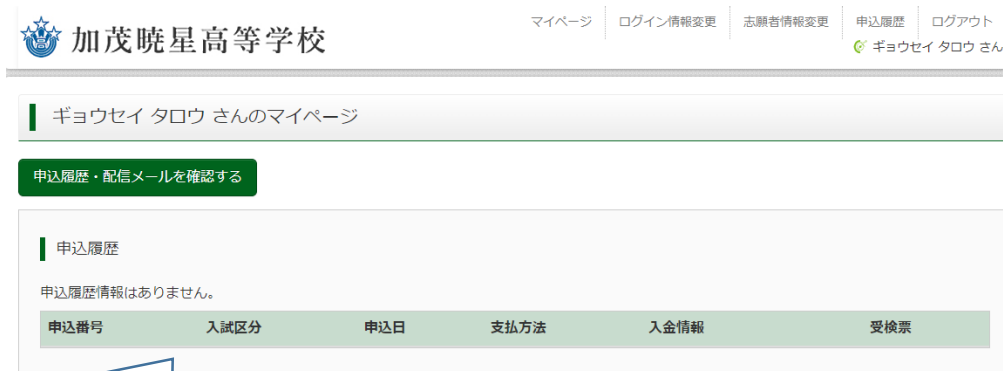 加茂暁星高等学校
マイページ ログイン情報変更 志願者情報変更 申込履歴 ログアウト
ギョウセイ タロウ さん
ギョウセイ タロウ さんのマイページ
申込履歴・配信メールを確認する
申込履歴
申込履歴情報はありません。
申込番号 入試区分 申込日 支払方法 入金情報 受検票